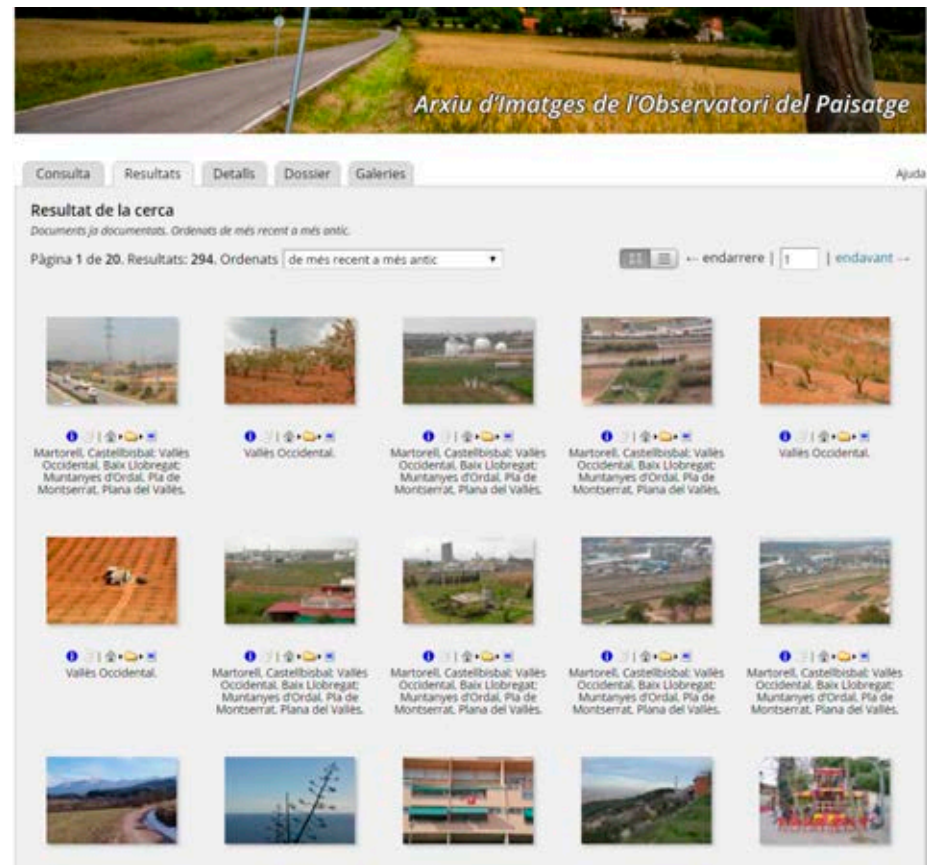 Arxiu d'Imatges de l'Observatori del Paisatge
Consulta Resultats Detalls Dossier Galeries Ajuda
Resultat de la cerca
Documents ja documentats. Ordenats de més recent a més antic.
Pàgina 1 de 20. Resultats: 294. Ordenats de més recent a més antic ← endarrere | 1 | endavant →
Martorell, Castellbisbal; Vallès
Occidental, Baix Llobregat;
Muntanyes d'Ordal, Pla de
Montserrat, Plana del Vallès.
Vallès Occidental.
Martorell, Castellbisbal; Vallès
Occidental, Baix Llobregat;
Muntanyes d'Ordal, Pla de
Montserrat, Plana del Vallès.
Martorell, Castellbisbal; Vallès
Occidental, Baix Llobregat;
Muntanyes d'Ordal, Pla de
Montserrat, Plana del Vallès.
Vallès Occidental.
Vallès Occidental.
Martorell, Castellbisbal; Vallès
Occidental, Baix Llobregat;
Muntanyes d'Ordal, Pla de
Montserrat, Plana del Vallès.
Martorell, Castellbisbal; Vallès
Occidental, Baix Llobregat;
Muntanyes d'Ordal, Pla de
Montserrat, Plana del Vallès.
Martorell, Castellbisbal; Vallès
Occidental, Baix Llobregat;
Muntanyes d'Ordal, Pla de
Montserrat, Plana del Vallès.
Martorell, Castellbisbal; Vallès
Occidental, Baix Llobregat;
Muntanyes d'Ordal, Pla de
Montserrat, Plana del Vallès.